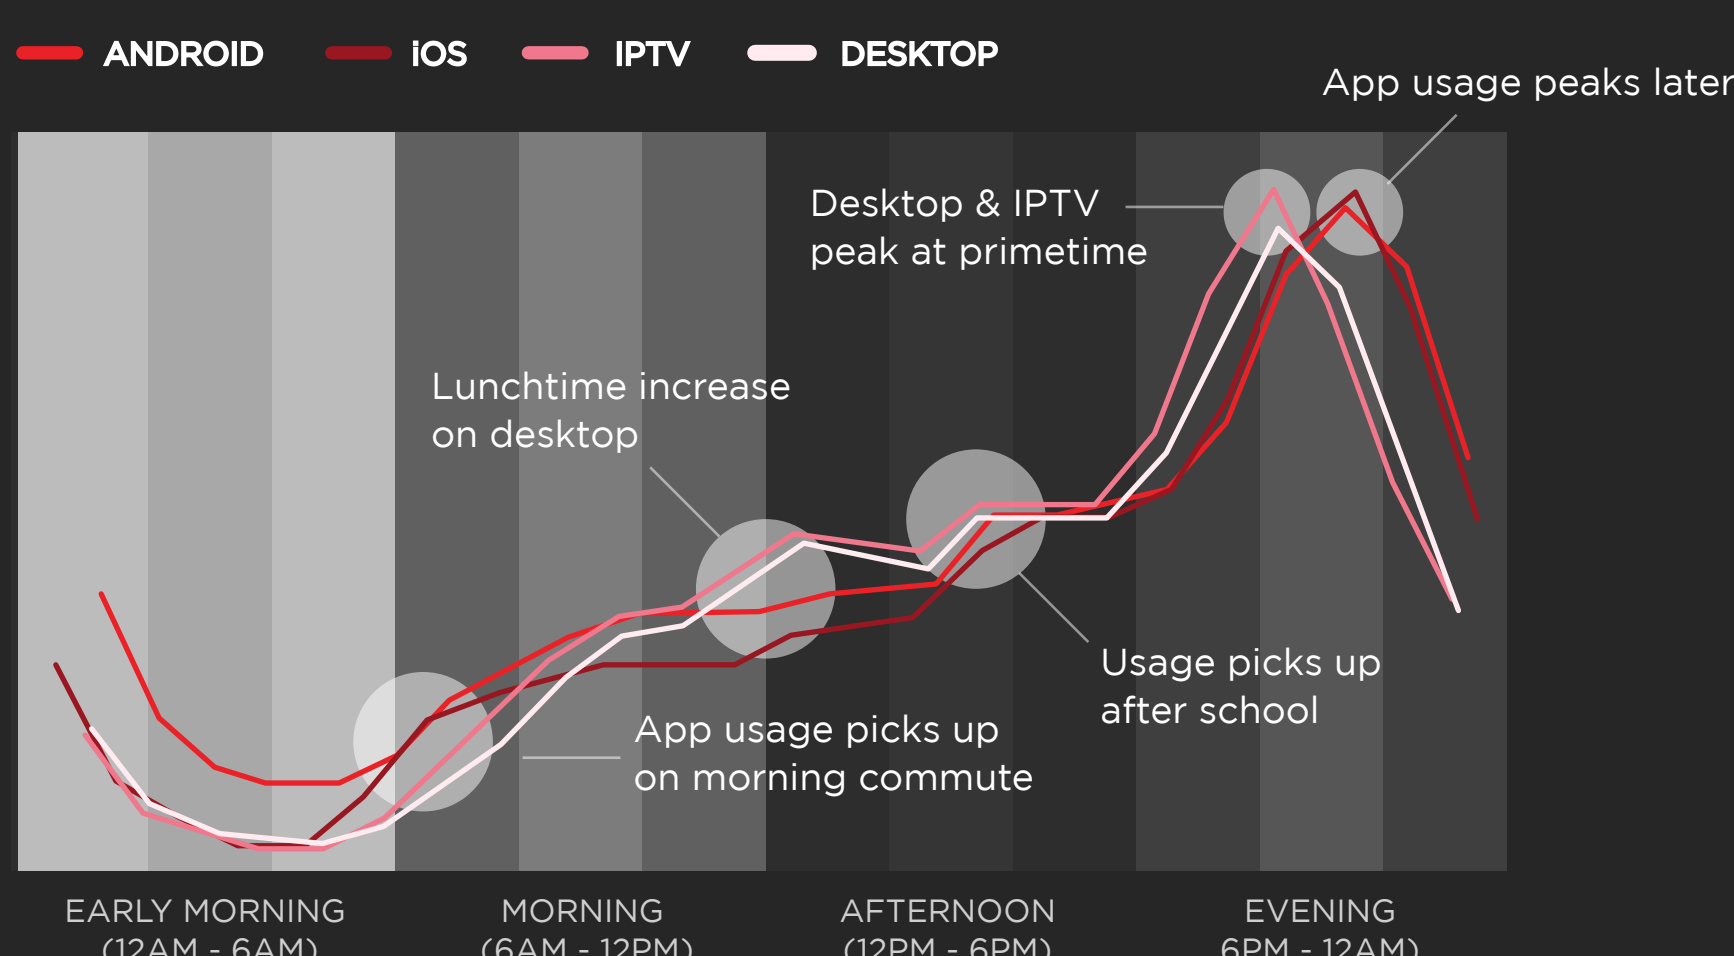 ANDROID iOS IPTV DESKTOP
App usage peaks later
Desktop & IPTV
peak at primetime
Lunchtime increase
on desktop
Usage picks up
after school
App usage picks up
on morning commute
EARLY MORNING
(12AM - 6AM)
MORNING
(6AM - 12PM)
AFTERNOON
(12PM - 6PM)
EVENING
6PM - 12AM)